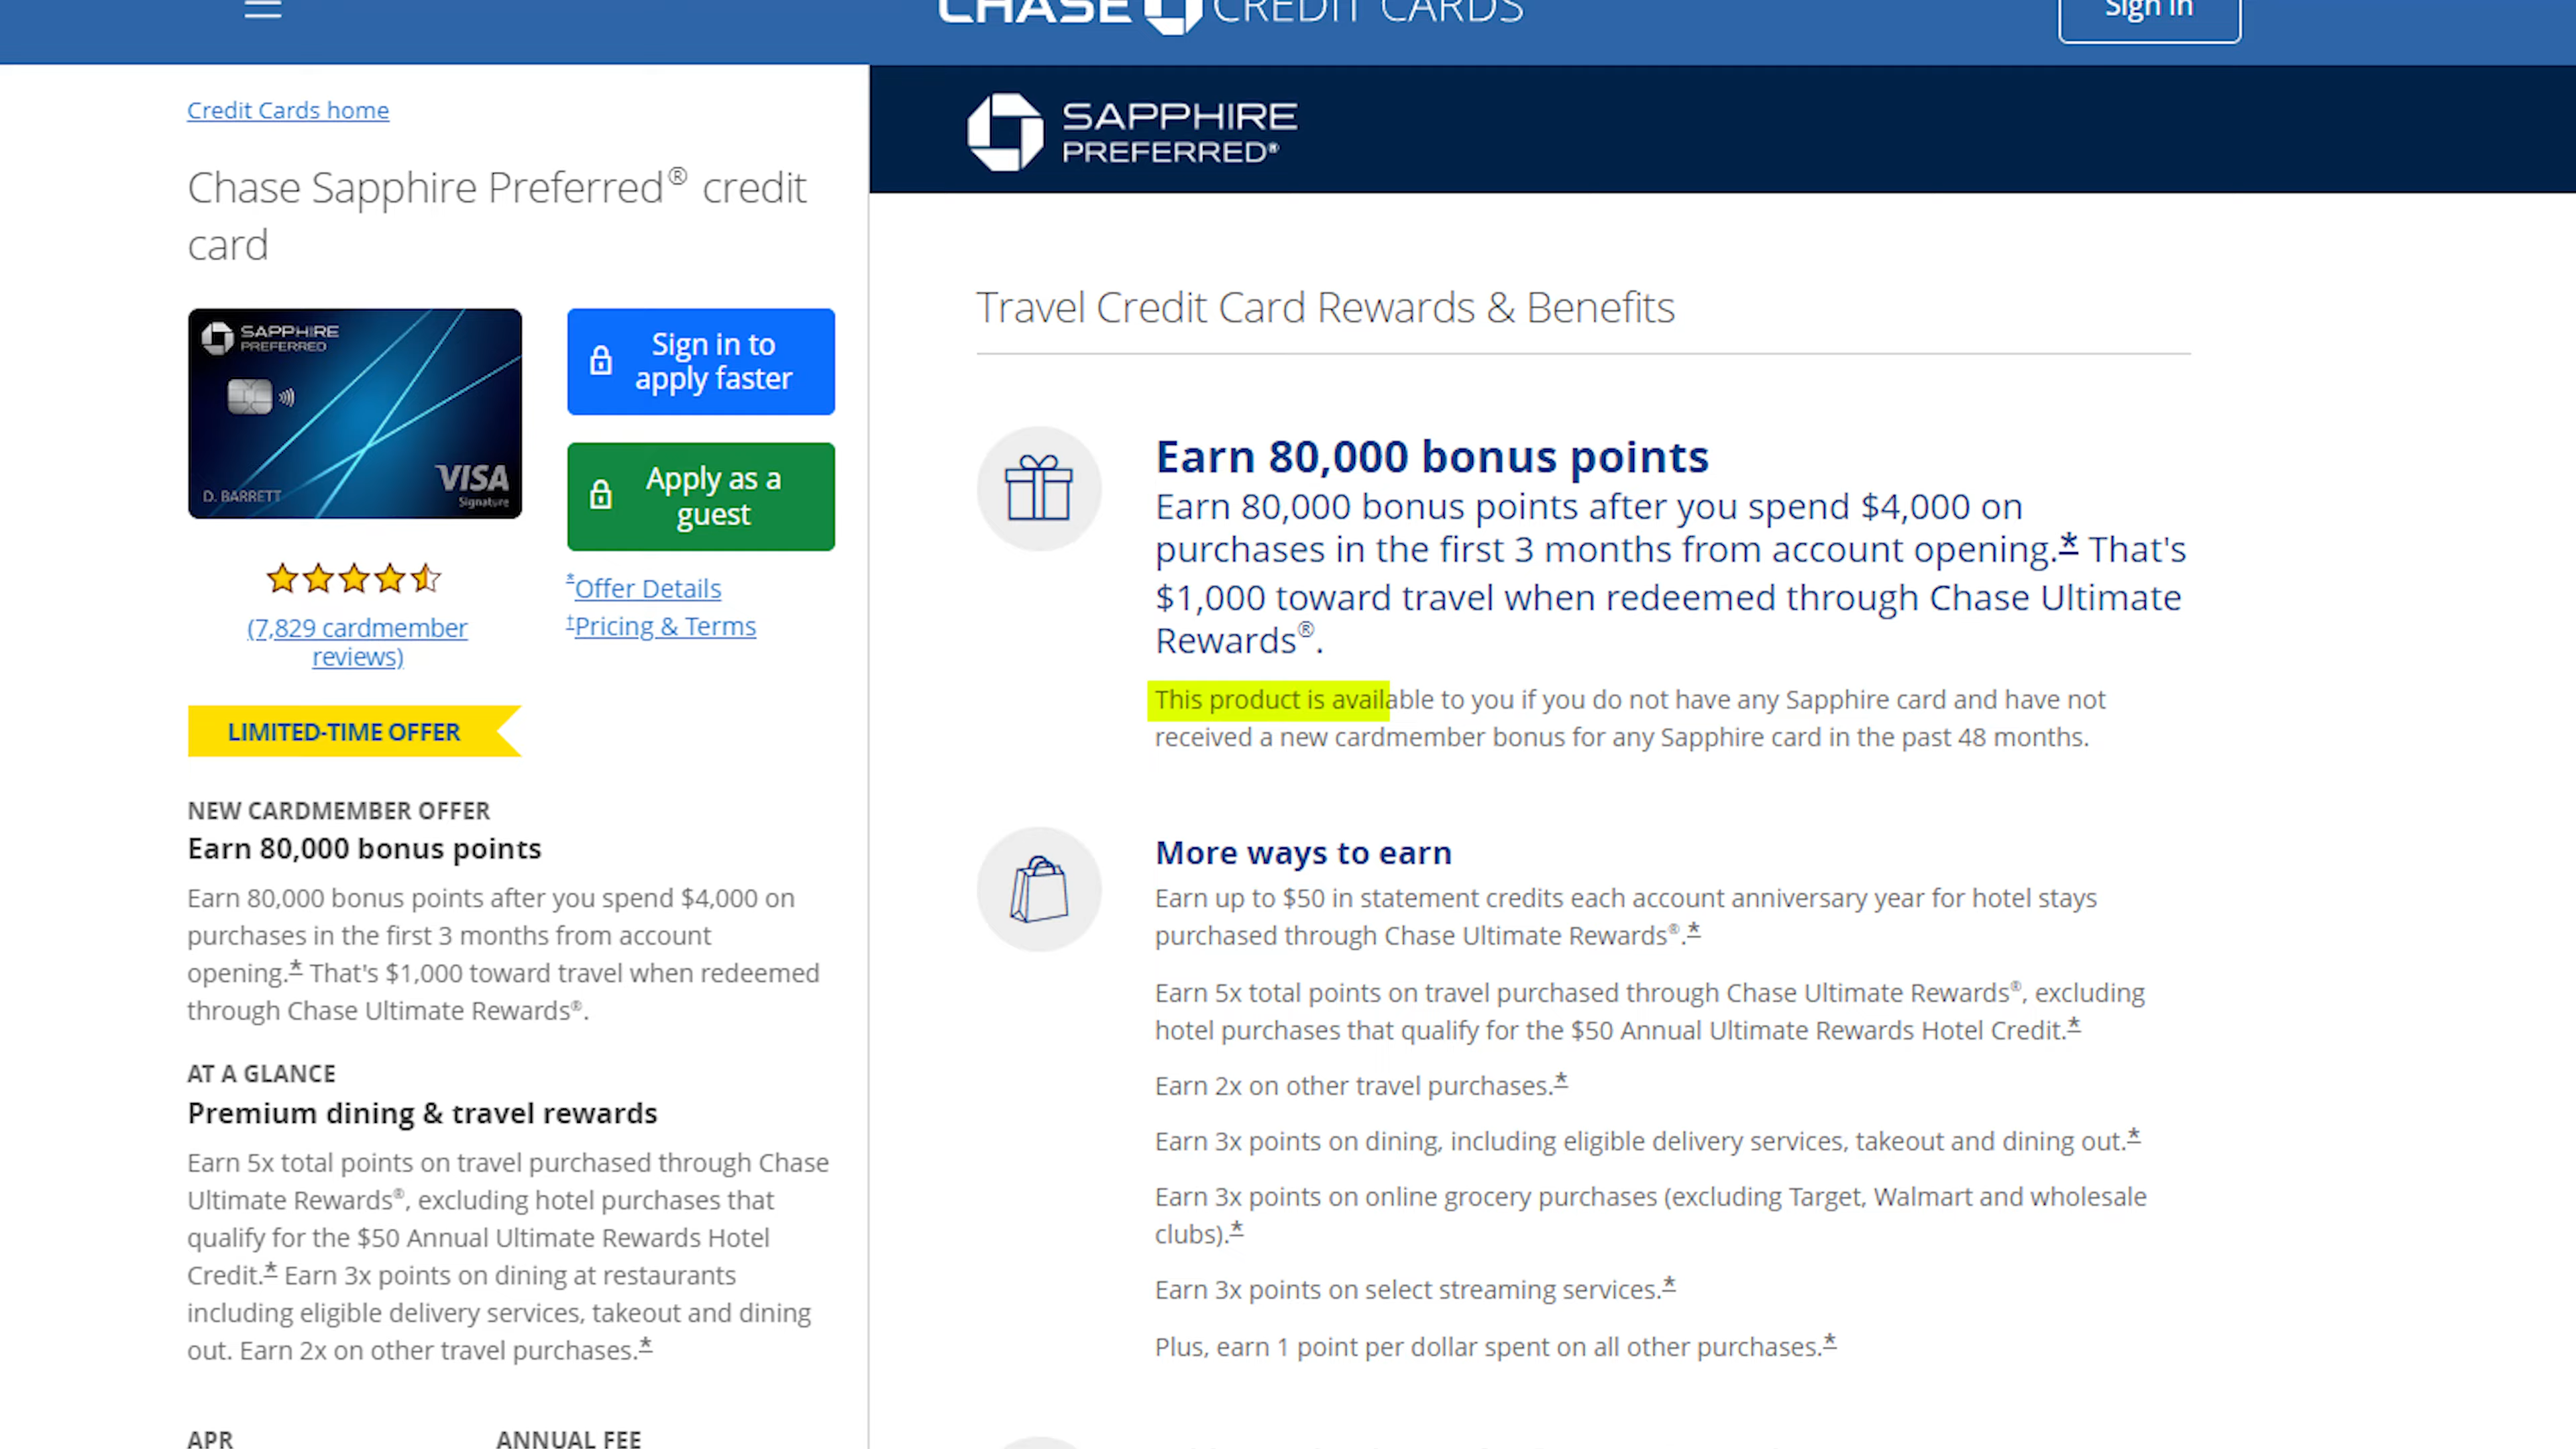 CHASE CREDIT CARDS
Sign in
Credit Cards home
Chase Sapphire Preferred® credit
card
SAPPHIRE
PREFERRED
D. BARRETT
VISA
Signature
Sign in to
apply faster
Apply as a
guest
(7,829 cardmember
reviews)
*Offer Details
†Pricing & Terms
LIMITED-TIME OFFER
NEW CARDMEMBER OFFER
Earn 80,000 bonus points
Earn 80,000 bonus points after you spend $4,000 on
purchases in the first 3 months from account
opening.* That's $1,000 toward travel when redeemed
through Chase Ultimate Rewards®.
AT A GLANCE
Premium dining & travel rewards
Earn 5x total points on travel purchased through Chase
Ultimate Rewards®, excluding hotel purchases that
qualify for the $50 Annual Ultimate Rewards Hotel
Credit.* Earn 3x points on dining at restaurants
including eligible delivery services, takeout and dining
out. Earn 2x on other travel purchases.*
APR
ANNUAL FEE
SAPPHIRE
PREFERRED®
Travel Credit Card Rewards & Benefits
Earn 80,000 bonus points
Earn 80,000 bonus points after you spend $4,000 on
purchases in the first 3 months from account opening.* That's
$1,000 toward travel when redeemed through Chase Ultimate
Rewards®.
This product is available to you if you do not have any Sapphire card and have not
received a new cardmember bonus for any Sapphire card in the past 48 months.
More ways to earn
Earn up to $50 in statement credits each account anniversary year for hotel stays
purchased through Chase Ultimate Rewards®.*
Earn 5x total points on travel purchased through Chase Ultimate Rewards®, excluding
hotel purchases that qualify for the $50 Annual Ultimate Rewards Hotel Credit.*
Earn 2x on other travel purchases.*
Earn 3x points on dining, including eligible delivery services, takeout and dining out.*
Earn 3x points on online grocery purchases (excluding Target, Walmart and wholesale
clubs).*
Earn 3x points on select streaming services.*
Plus, earn 1 point per dollar spent on all other purchases.*